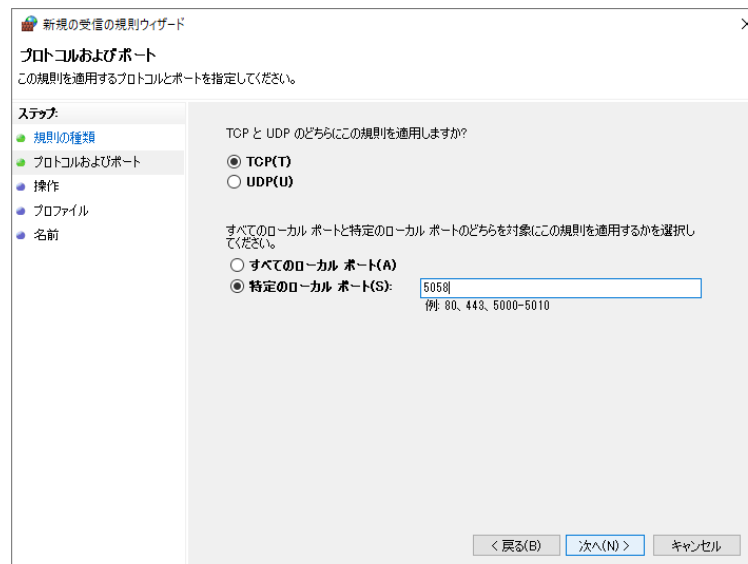 新規の受信の規則ウィザード
プロトコルおよびポート
この規則を適用するプロトコルとポートを指定してください。
ステップ:
規則の種類
プロトコルおよびポート
操作
プロファイル
名前
TCP と UDP のどちらにこの規則を適用しますか?
TCP(T)
UDP(U)
すべてのローカル ポートと特定のローカル ポートのどちらを対象にこの規則を適用するかを選択し
てください。
すべてのローカル ポート(A)
特定のローカル ポート(S):
5058
例: 80、443、5000-5010
< 戻る(B)
次へ(N) >
キャンセル